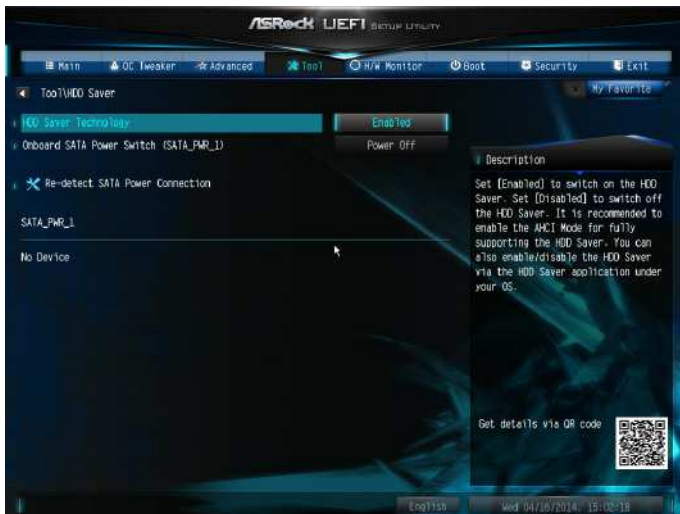 ASRock UEFI SETUP UTILITY
Main OC Tweaker Advanced Tool H/W Monitor Boot Security Exit
Tool\HDD Saver
My Favorite
HDD Saver Technology Enabled
Onboard SATA Power Switch (SATA_PWR_1) Power Off
Re-detect SATA Power Connection
SATA_PWR_1
No Device
Description
Set [Enabled] to switch on the HDD
Saver. Set [Disabled] to switch off
the HDD Saver. It is recommended to
enable the AHCI Mode for fully
supporting the HDD Saver. You can
also enable/disable the HDD Saver
via the HDD Saver application under
your OS.
Get details via QR code
English Wed 04/16/2014. 15:02:18